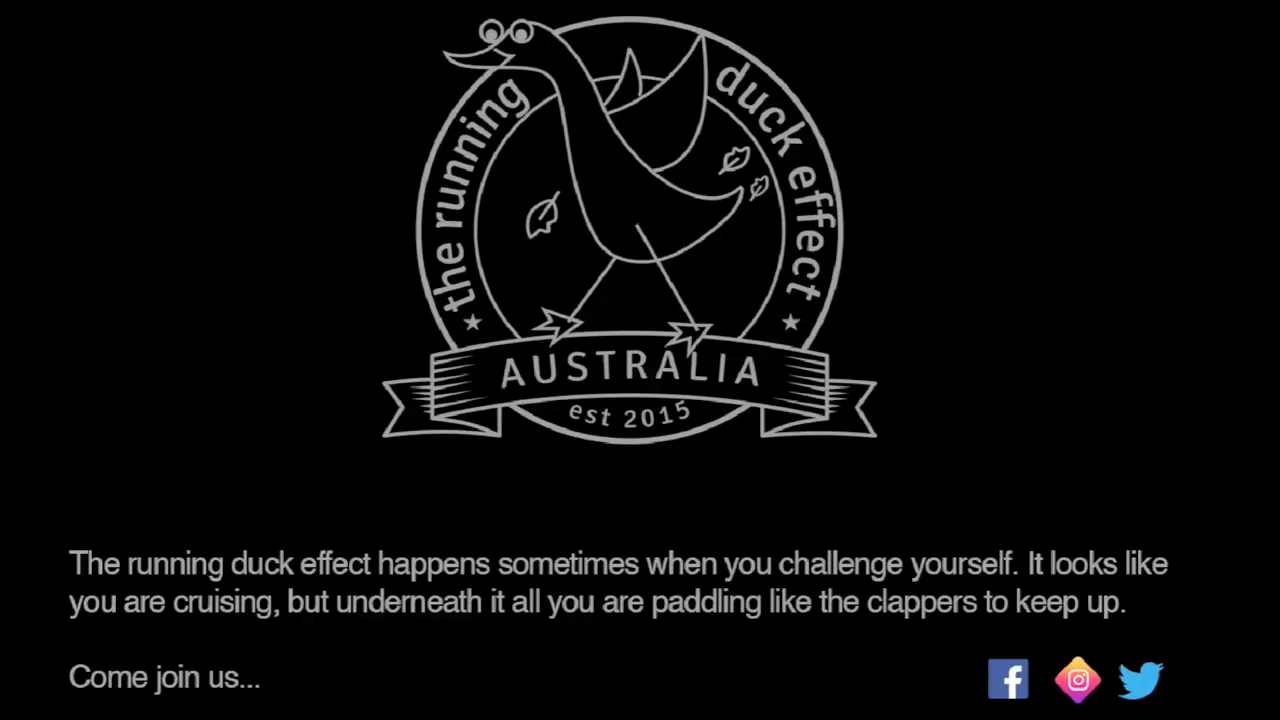 the running duck effect
AUSTRALIA
est 2015
The running duck effect happens sometimes when you challenge yourself. It looks like
you are cruising, but underneath it all you are paddling like the clappers to keep up.
Come join us...